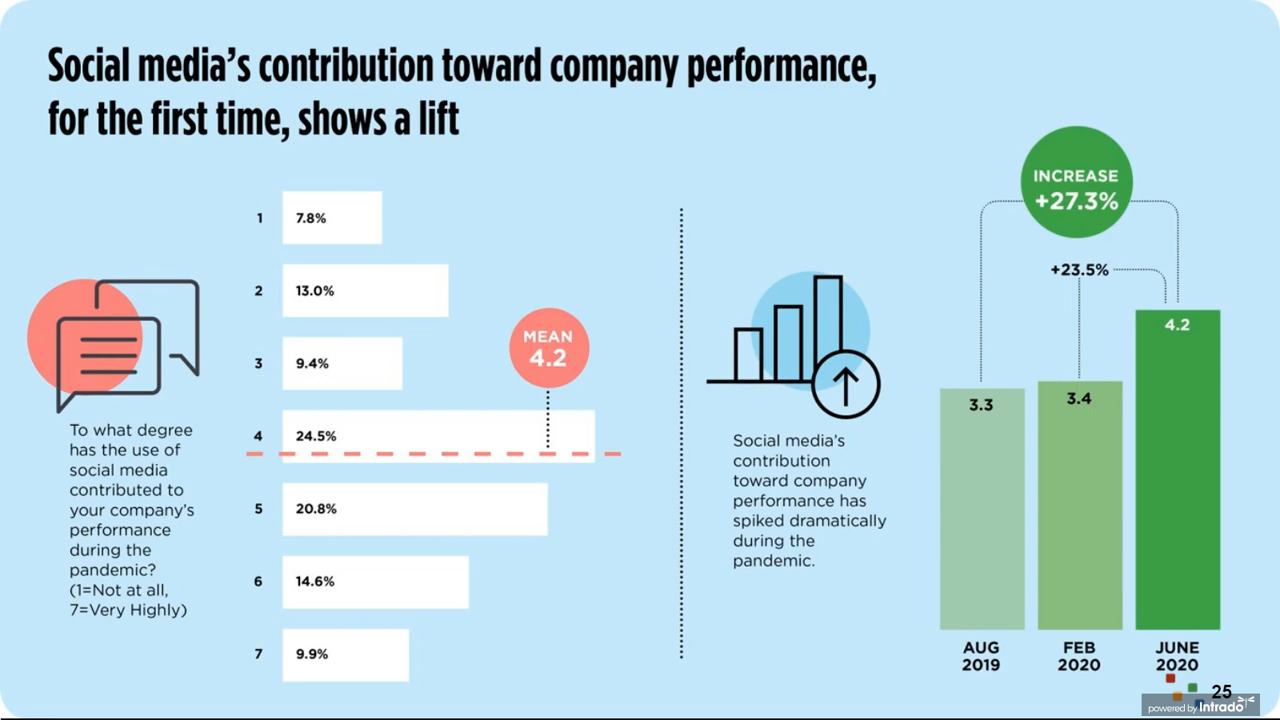 Social media’s contribution toward company performance,
for the first time, shows a lift
1 7.8%
2 13.0%
3 9.4%
4 24.5%
5 20.8%
6 14.6%
7 9.9%
MEAN
4.2
To what degree
has the use of
social media
contributed to
your company’s
performance
during the
pandemic?
(1=Not at all,
7=Very Highly)
Social media’s
contribution
toward company
performance has
spiked dramatically
during the
pandemic.
INCREASE
+27.3%
+23.5%
3.3
3.4
4.2
AUG
2019
FEB
2020
JUNE
2020
25
powered by Intrado